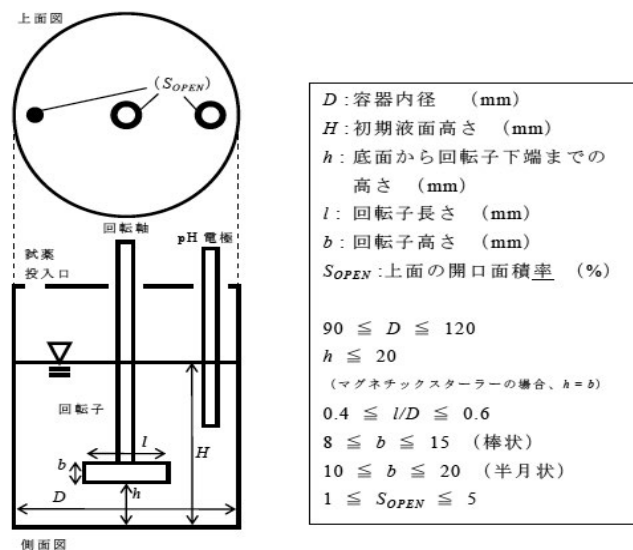 上面図
(S_OPEN)
回転軸
pH 電極
試薬
投入口
回転子
l
b
H
D
h
側面図
D:容器内径 (mm)
H:初期液面高さ (mm)
h:底面から回転子下端までの
高さ (mm)
l:回転子長さ (mm)
b:回転子高さ (mm)
S_OPEN:上面の開口面積率 (%)
90 ≦ D ≦ 120
h ≦ 20
(マグネチックスターラーの場合、h = b)
0.4 ≦ l/D ≦ 0.6
8 ≦ b ≦ 15 (棒状)
10 ≦ b ≦ 20 (半月状)
1 ≦ S_OPEN ≦ 5